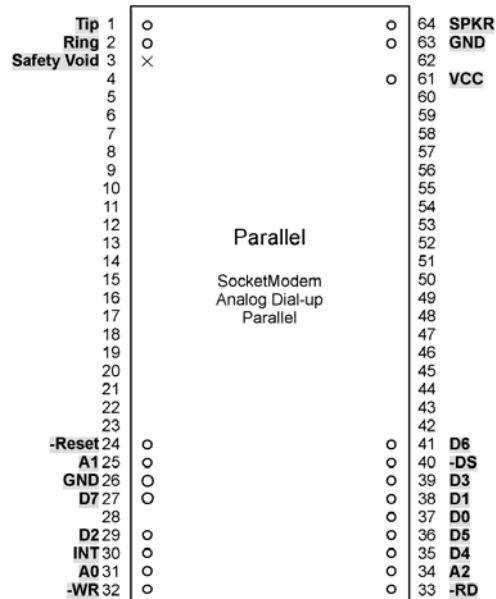 Tip 1 64 SPKR
Ring 2 63 GND
Safety Void 3 62
4 61 VCC
5 60
6 59
7 58
8 57
9 56
10 55
11 54
12 53
13 52
Parallel
14 51
15 SocketModem 50
16 Analog Dial-up 49
17 Parallel 48
18 47
19 46
20 45
21 44
22 43
23 42
-Reset 24 41 D6
A1 25 40 -DS
GND 26 39 D3
D7 27 38 D1
28 37 D0
D2 29 36 D5
INT 30 35 D4
A0 31 34 A2
-WR 32 33 -RD